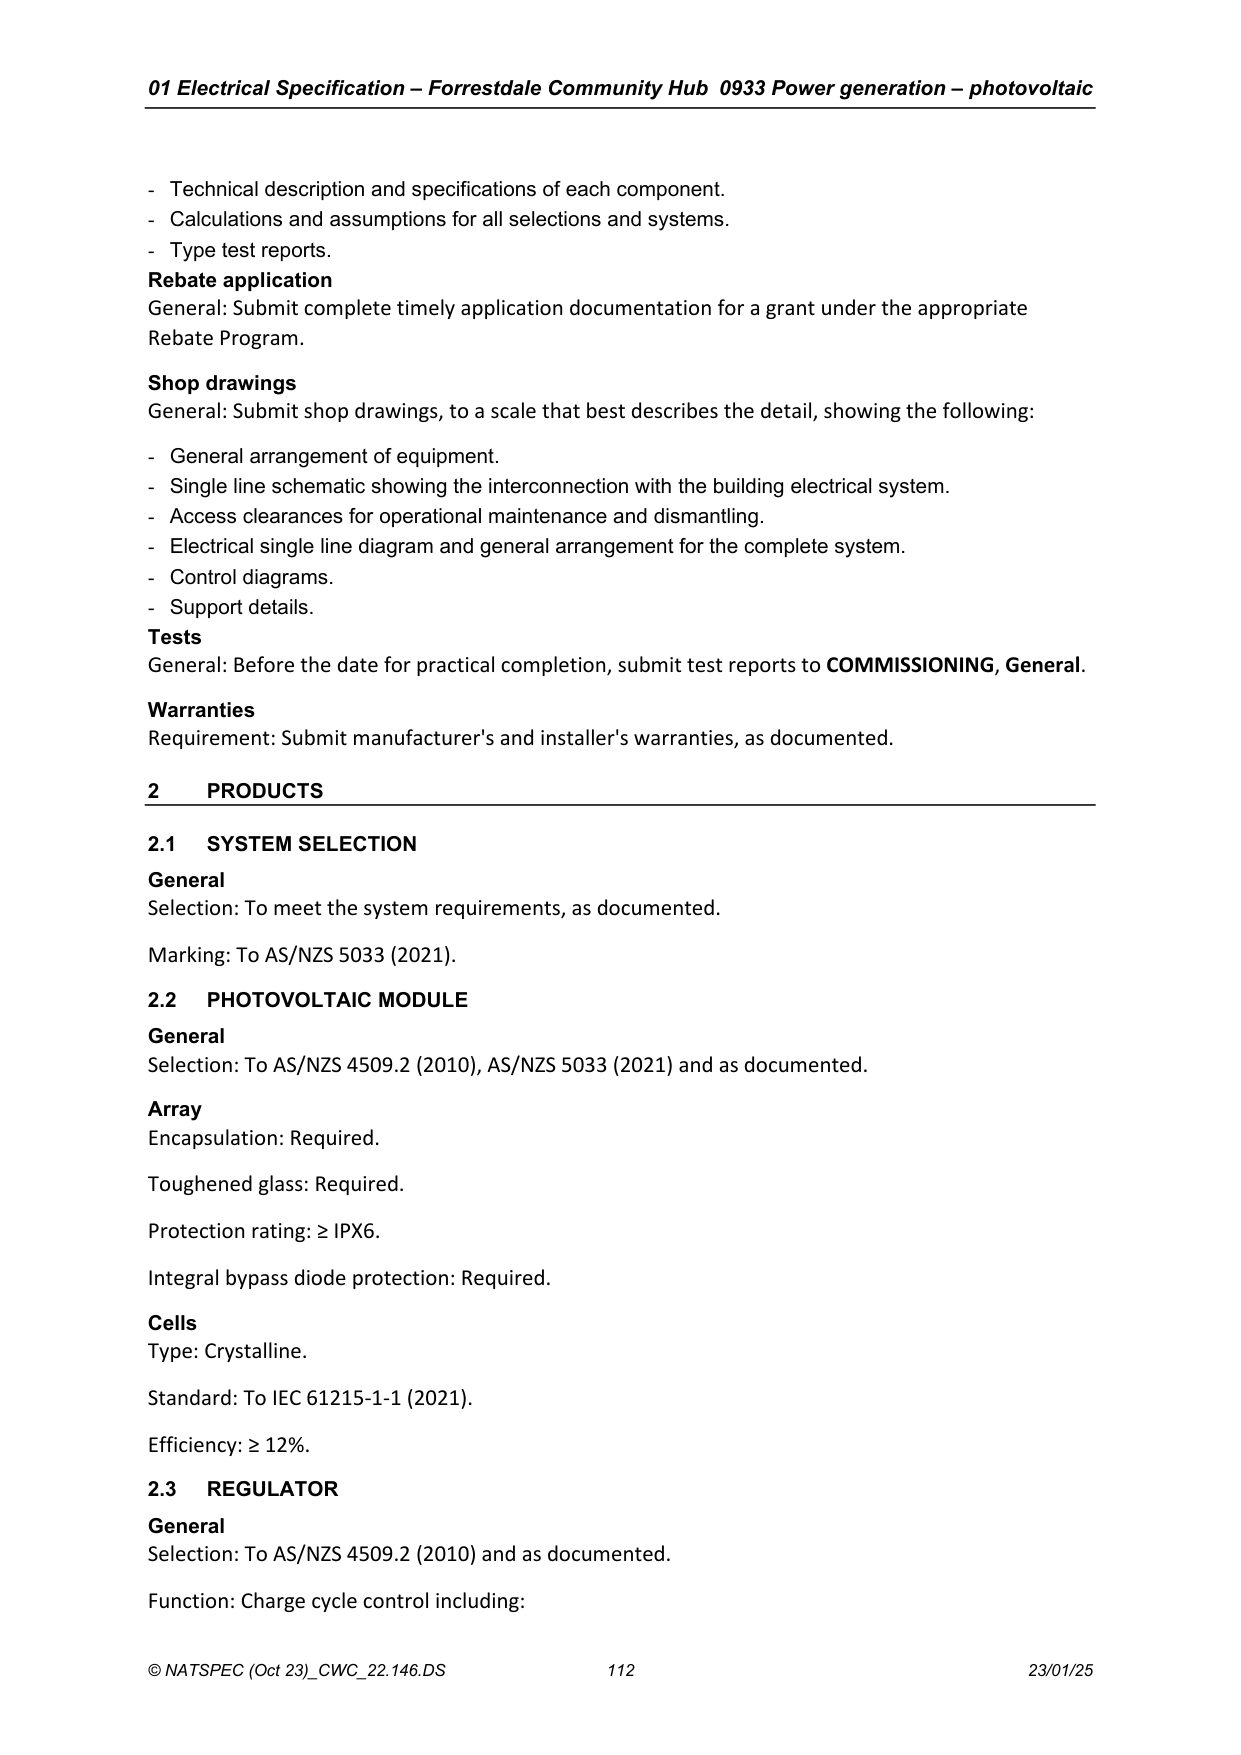 01 Electrical Specification – Forrestdale Community Hub 0933 Power generation – photovoltaic
- Technical description and specifications of each component.
- Calculations and assumptions for all selections and systems.
- Type test reports.
Rebate application
General: Submit complete timely application documentation for a grant under the appropriate
Rebate Program.
Shop drawings
General: Submit shop drawings, to a scale that best describes the detail, showing the following:
- General arrangement of equipment.
- Single line schematic showing the interconnection with the building electrical system.
- Access clearances for operational maintenance and dismantling.
- Electrical single line diagram and general arrangement for the complete system.
- Control diagrams.
- Support details.
Tests
General: Before the date for practical completion, submit test reports to COMMISSIONING, General.
Warranties
Requirement: Submit manufacturer's and installer's warranties, as documented.
2 PRODUCTS
2.1 SYSTEM SELECTION
General
Selection: To meet the system requirements, as documented.
Marking: To AS/NZS 5033 (2021).
2.2 PHOTOVOLTAIC MODULE
General
Selection: To AS/NZS 4509.2 (2010), AS/NZS 5033 (2021) and as documented.
Array
Encapsulation: Required.
Toughened glass: Required.
Protection rating: ≥ IPX6.
Integral bypass diode protection: Required.
Cells
Type: Crystalline.
Standard: To IEC 61215-1-1 (2021).
Efficiency: ≥ 12%.
2.3 REGULATOR
General
Selection: To AS/NZS 4509.2 (2010) and as documented.
Function: Charge cycle control including:
© NATSPEC (Oct 23)_CWC_22.146.DS 112 23/01/25